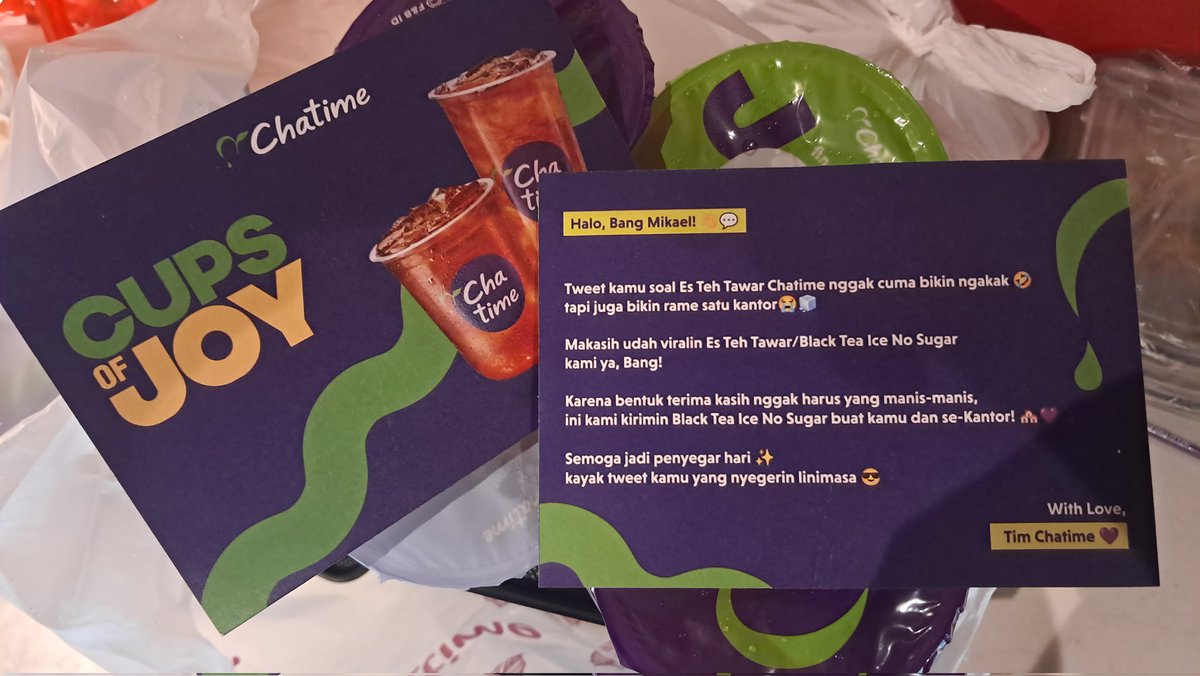 Chatime
CUPS
OF
JOY
Cha
time
Cha
Halo, Bang Mikael! 👋🏻💬
Tweet kamu soal Es Teh Tawar Chatime nggak cuma bikin ngakak 🤣
tapi juga bikin rame satu kantor😭🧊
Makasih udah viralin Es Teh Tawar/Black Tea Ice No Sugar
kami ya, Bang!
Karena bentuk terima kasih nggak harus yang manis-manis,
ini kami kirimin Black Tea Ice No Sugar buat kamu dan se-Kantor! 🙌🏻💜
Semoga jadi penyegar hari ✨
kayak tweet kamu yang nyegerin linimasa 😎
With Love,
Tim Chatime 💜